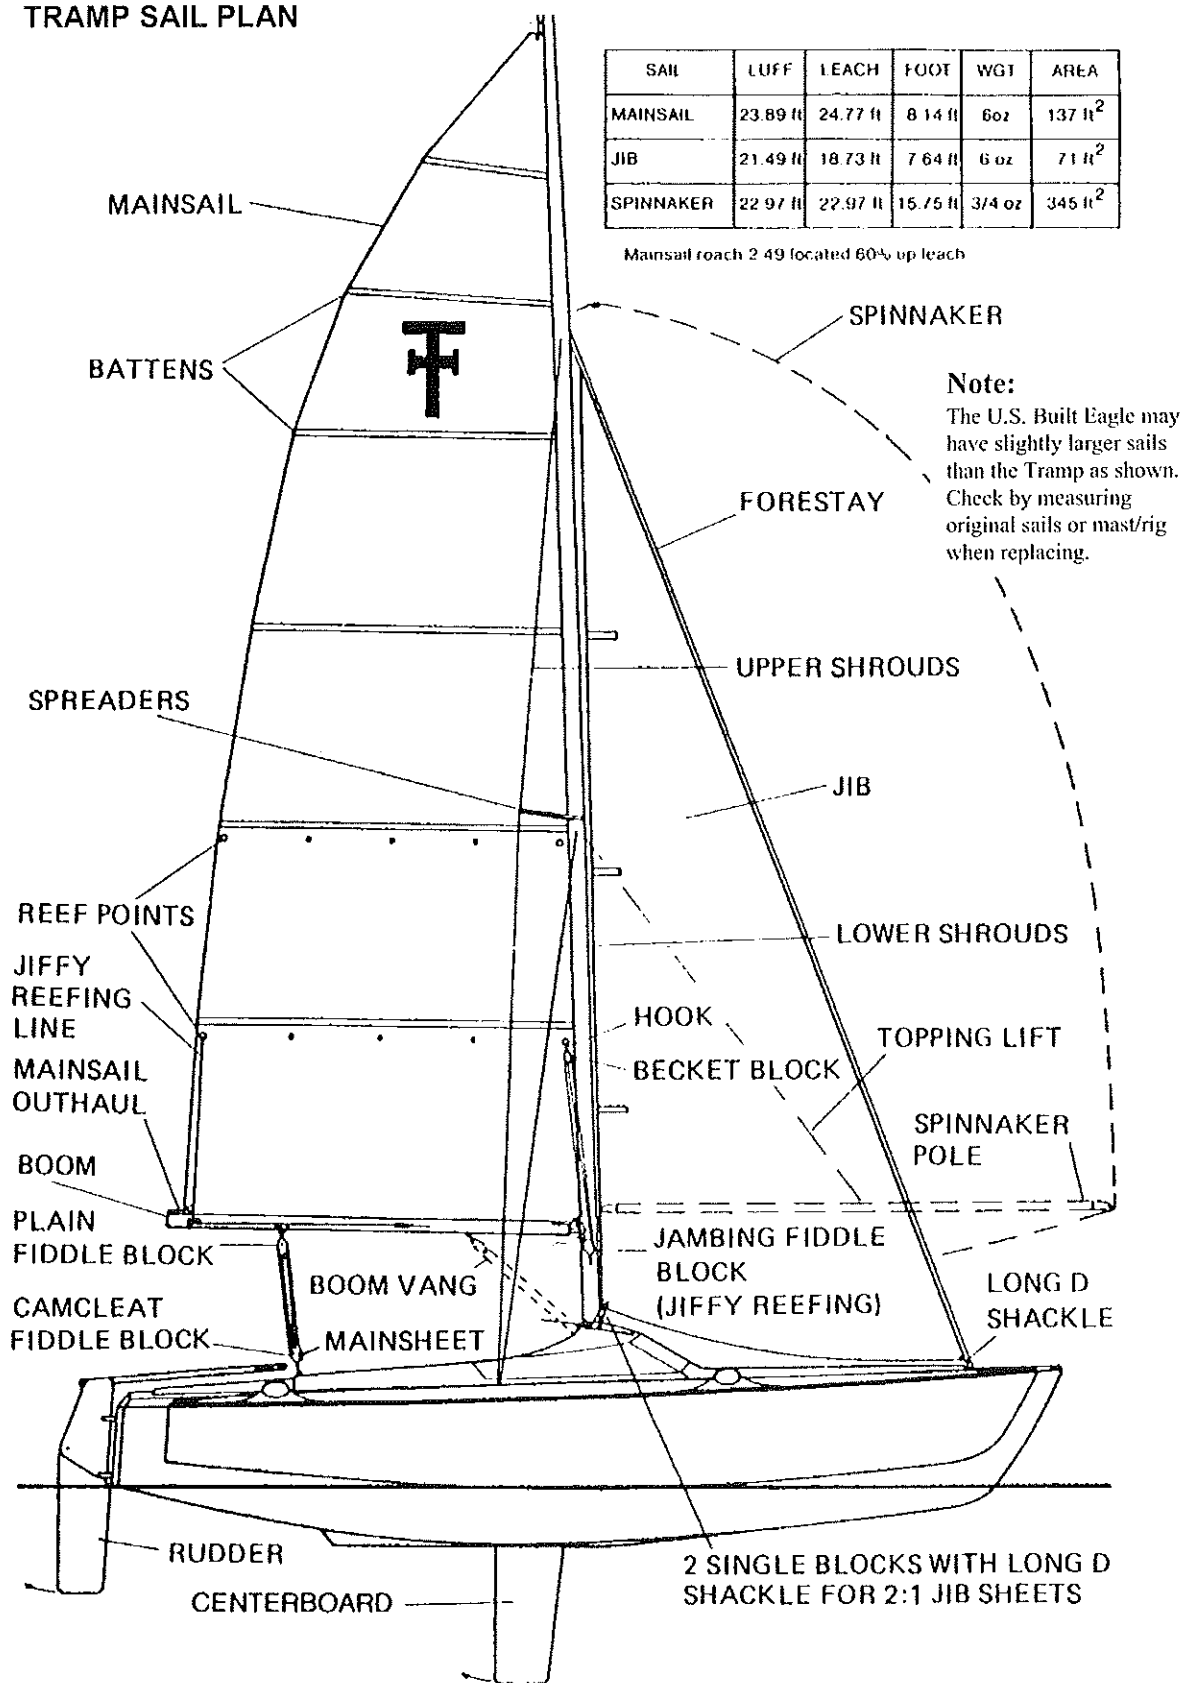 TRAMP SAIL PLAN
SAIL LUFF LEACH FOOT WGT AREA
MAINSAIL 23.89 ft 24.77 ft 8 14 ft 6oz 137 ft²
JIB 21.49 ft 18.73 ft 7 64 ft 6 oz 71 ft²
SPINNAKER 22 97 ft 22.97 ft 15.75 ft 3/4 oz 345 ft²
Mainsail roach 2 49 located 60% up leach
MAINSAIL
SPINNAKER
BATTENS
Note:
The U.S. Built Eagle may
have slightly larger sails
than the Tramp as shown.
Check by measuring
original sails or mast/rig
when replacing.
FORESTAY
UPPER SHROUDS
SPREADERS
JIB
REEF POINTS
LOWER SHROUDS
JIFFY
REEFING
LINE
HOOK
TOPPING LIFT
BECKET BLOCK
MAINSAIL
OUTHAUL
SPINNAKER
POLE
BOOM
PLAIN
FIDDLE BLOCK
JAMBING FIDDLE
BLOCK
(JIFFY REEFING)
BOOM VANG
LONG D
SHACKLE
CAMCLEAT
FIDDLE BLOCK
MAINSHEET
RUDDER
CENTERBOARD
2 SINGLE BLOCKS WITH LONG D
SHACKLE FOR 2:1 JIB SHEETS